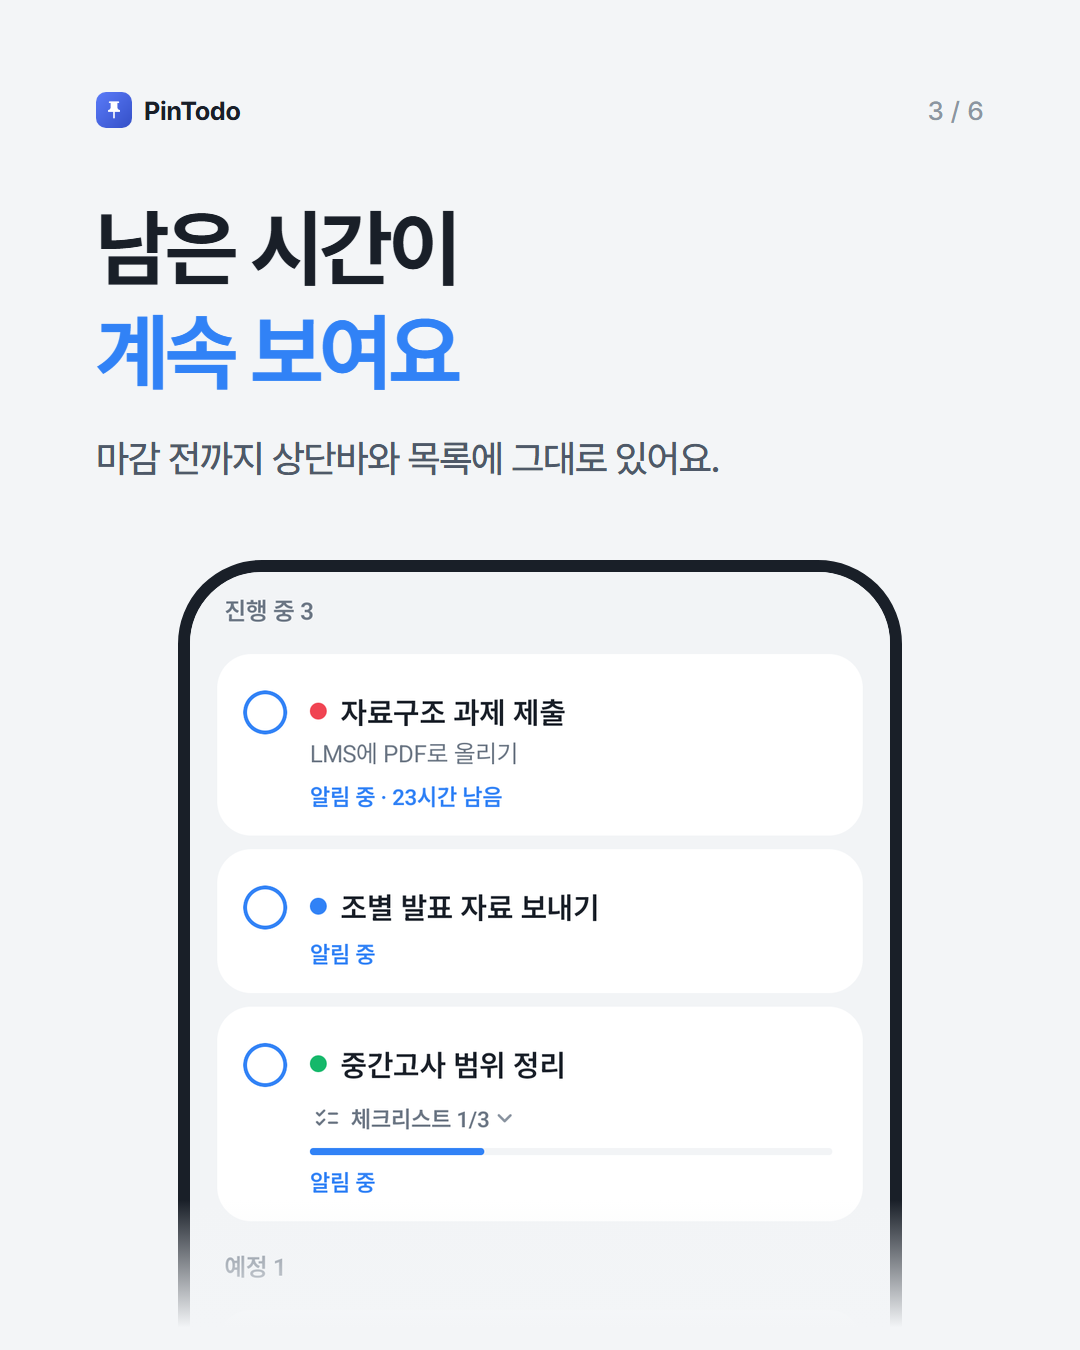 PinTodo
3 / 6
남은 시간이
계속 보여요
마감 전까지 상단바와 목록에 그대로 있어요.
진행 중 3
자료구조 과제 제출
LMS에 PDF로 올리기
알림 중 · 23시간 남음
조별 발표 자료 보내기
알림 중
중간고사 범위 정리
체크리스트 1/3
알림 중
예정 1